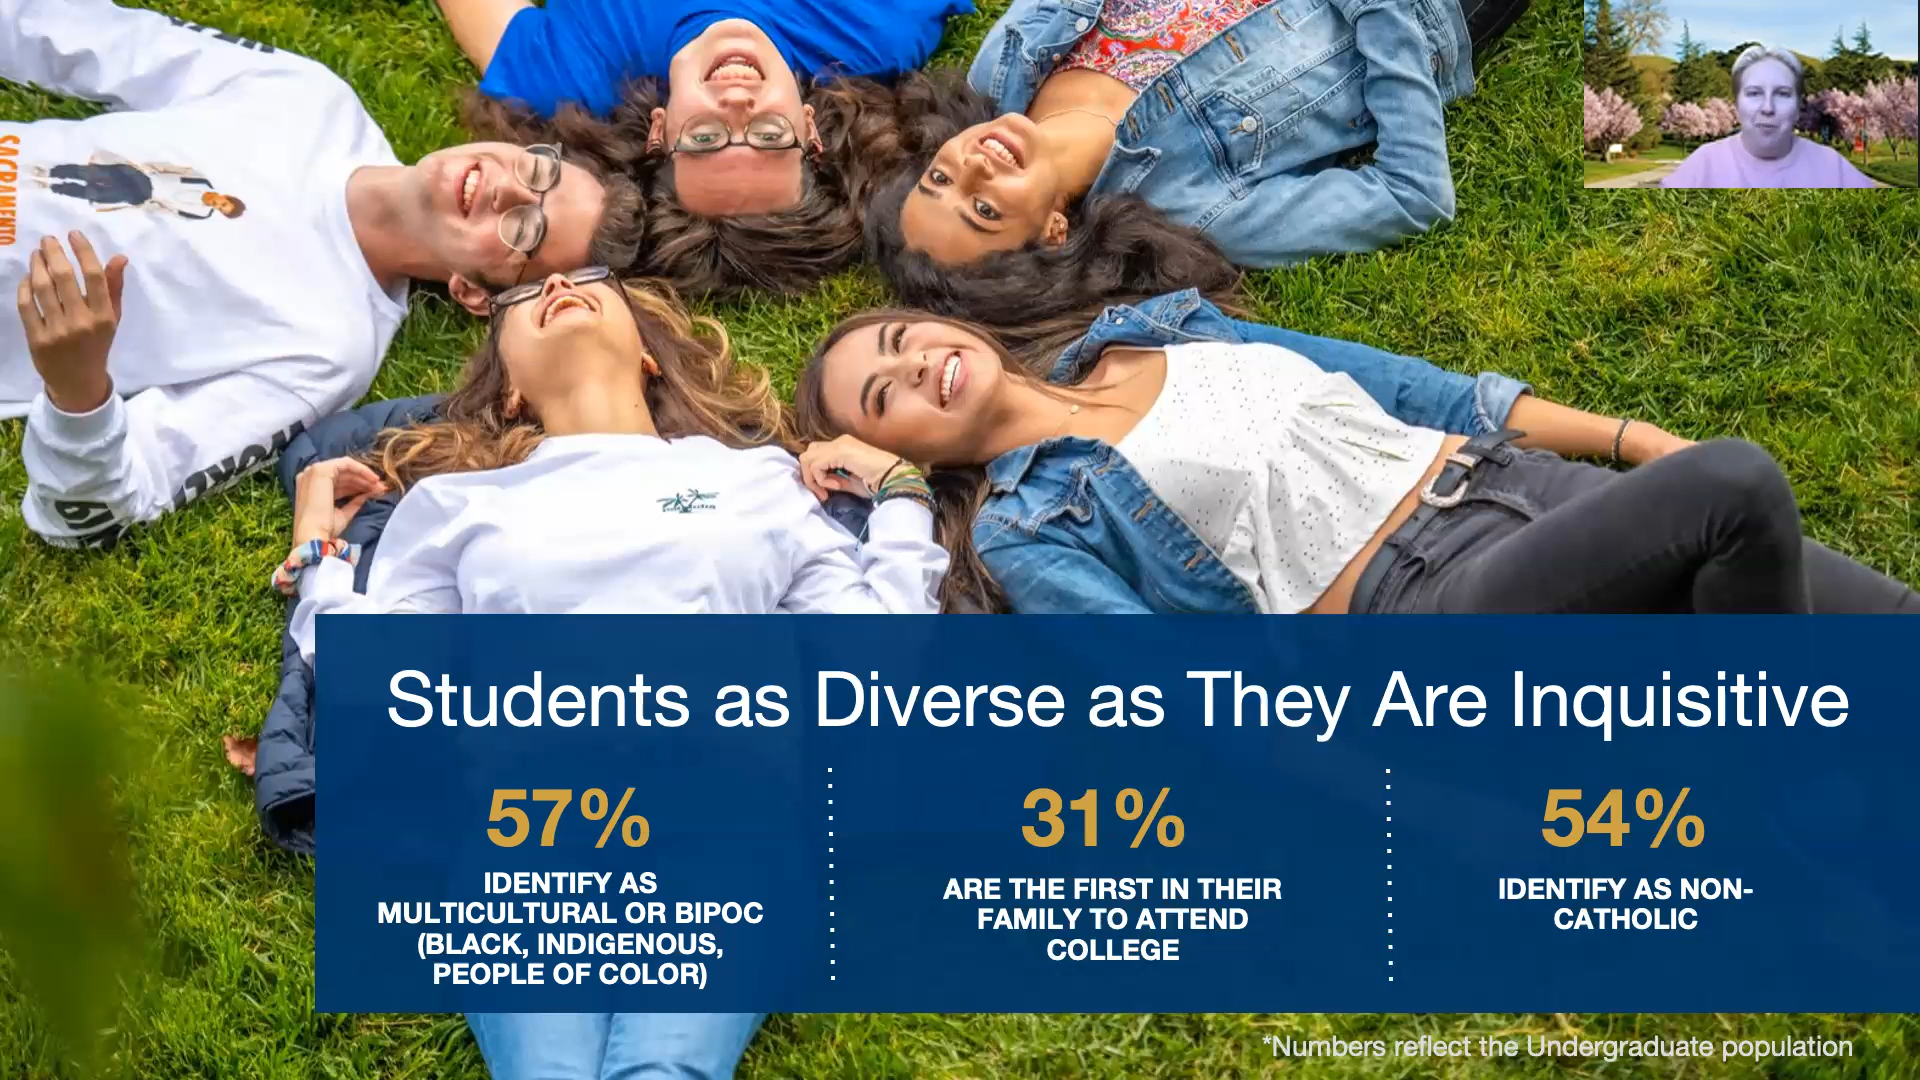 SACRAMENTO
Students as Diverse as They Are Inquisitive
57%
IDENTIFY AS
MULTICULTURAL OR BIPOC
(BLACK, INDIGENOUS,
PEOPLE OF COLOR)
31%
ARE THE FIRST IN THEIR
FAMILY TO ATTEND
COLLEGE
54%
IDENTIFY AS NON-
CATHOLIC
*Numbers reflect the Undergraduate population